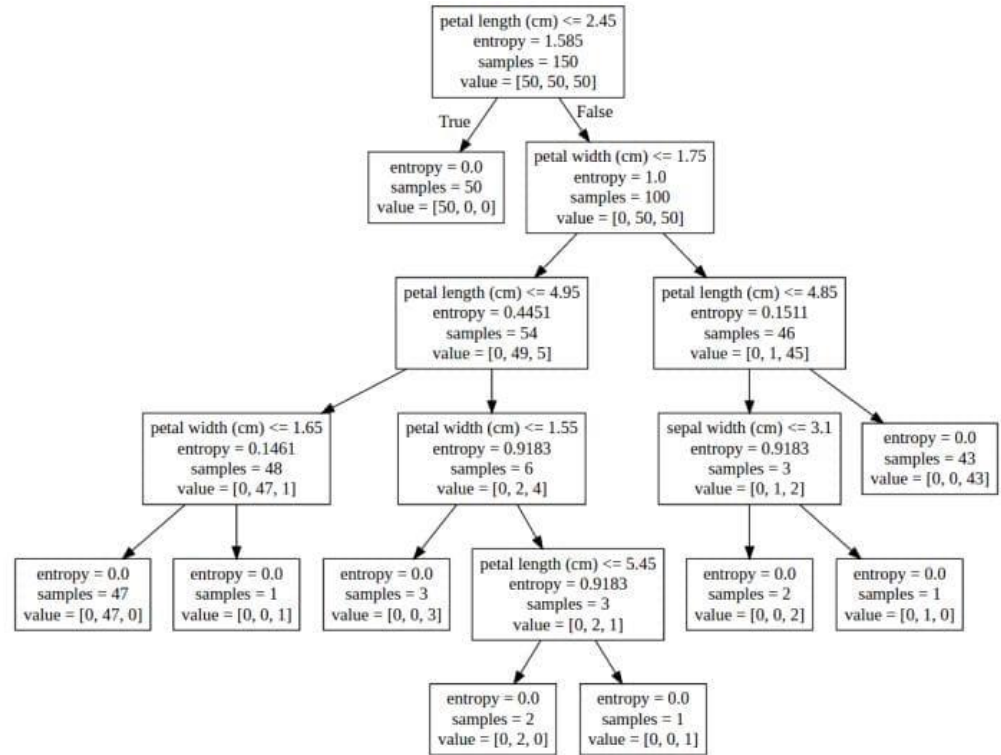 petal length (cm) <= 2.45
entropy = 1.585
samples = 150
value = [50, 50, 50]
True
False
entropy = 0.0
samples = 50
value = [50, 0, 0]
petal width (cm) <= 1.75
entropy = 1.0
samples = 100
value = [0, 50, 50]
petal length (cm) <= 4.95
entropy = 0.4451
samples = 54
value = [0, 49, 5]
petal length (cm) <= 4.85
entropy = 0.1511
samples = 46
value = [0, 1, 45]
petal width (cm) <= 1.65
entropy = 0.1461
samples = 48
value = [0, 47, 1]
petal width (cm) <= 1.55
entropy = 0.9183
samples = 6
value = [0, 2, 4]
sepal width (cm) <= 3.1
entropy = 0.9183
samples = 3
value = [0, 1, 2]
entropy = 0.0
samples = 43
value = [0, 0, 43]
entropy = 0.0
samples = 47
value = [0, 47, 0]
entropy = 0.0
samples = 1
value = [0, 0, 1]
entropy = 0.0
samples = 3
value = [0, 0, 3]
petal length (cm) <= 5.45
entropy = 0.9183
samples = 3
value = [0, 2, 1]
entropy = 0.0
samples = 2
value = [0, 0, 2]
entropy = 0.0
samples = 1
value = [0, 1, 0]
entropy = 0.0
samples = 2
value = [0, 2, 0]
entropy = 0.0
samples = 1
value = [0, 0, 1]